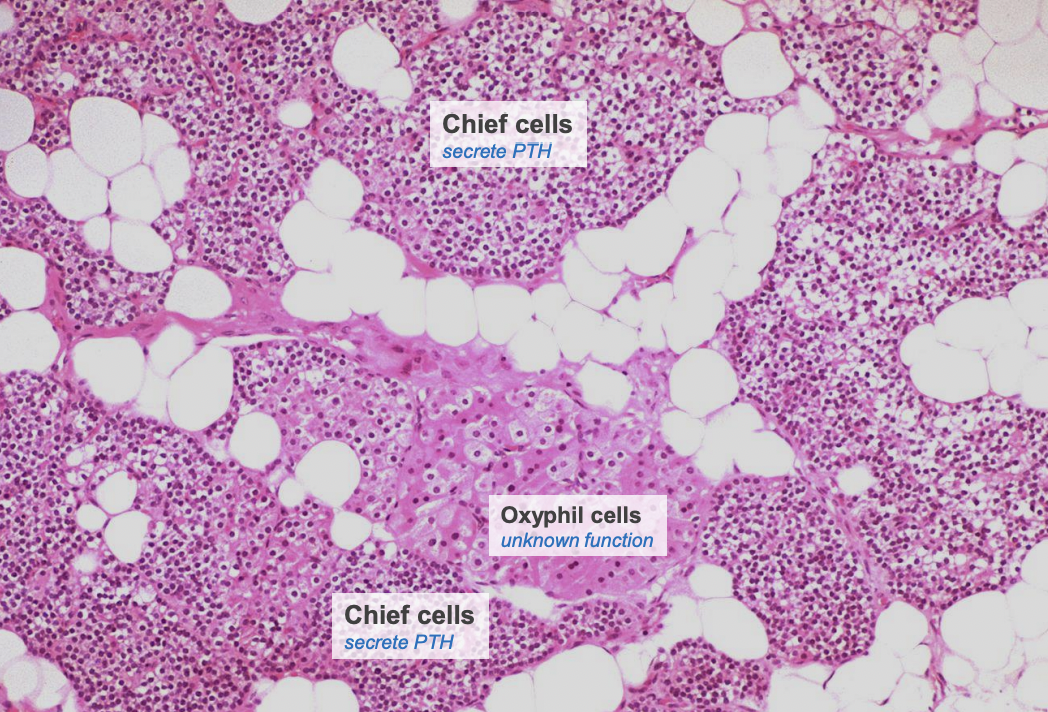 Chief cells
secrete PTH
Oxyphil cells
unknown function
Chief cells
secrete PTH